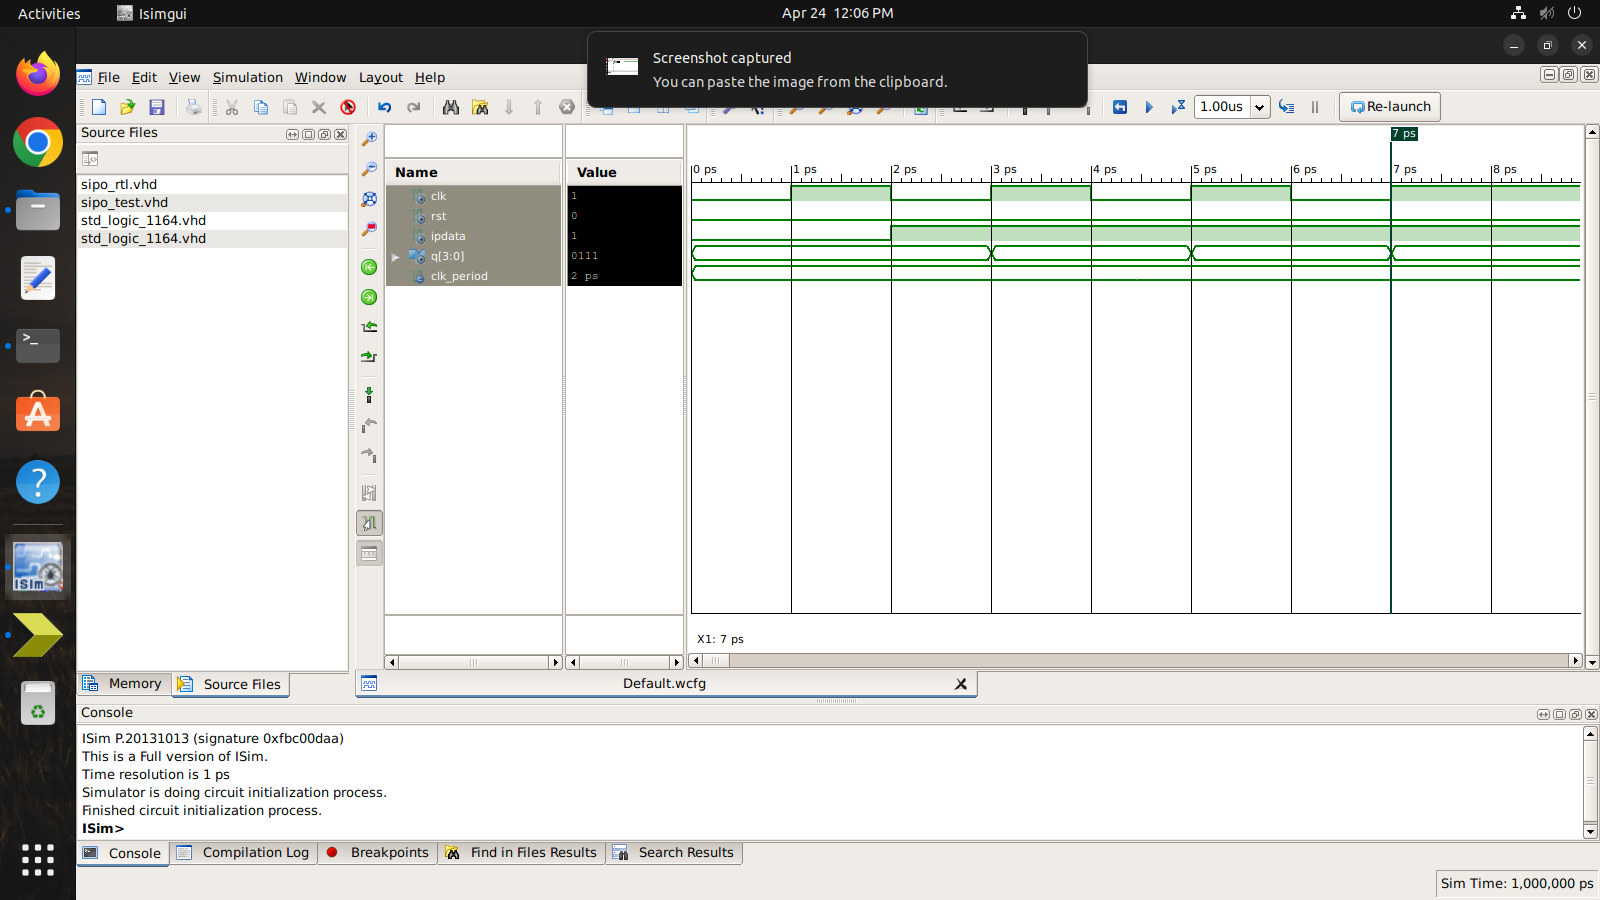 Activities
Isimgui
Apr 24 12:06 PM
Screenshot captured
You can paste the image from the clipboard.
File Edit View Simulation Window Layout Help
1.00us
Re-launch
Source Files
sipo_rtl.vhd
sipo_test.vhd
std_logic_1164.vhd
std_logic_1164.vhd
Memory
Source Files
Name
Value
clk
1
rst
0
ipdata
1
q[3:0]
0111
clk_period
2 ps
7 ps
0 ps 1 ps 2 ps 3 ps 4 ps 5 ps 6 ps 7 ps 8 ps
X1: 7 ps
Default.wcfg
Console
ISim P.20131013 (signature 0xfbc00daa)
This is a Full version of ISim.
Time resolution is 1 ps
Simulator is doing circuit initialization process.
Finished circuit initialization process.
ISim>
Console
Compilation Log
Breakpoints
Find in Files Results
Search Results
Sim Time: 1,000,000 ps
ISim